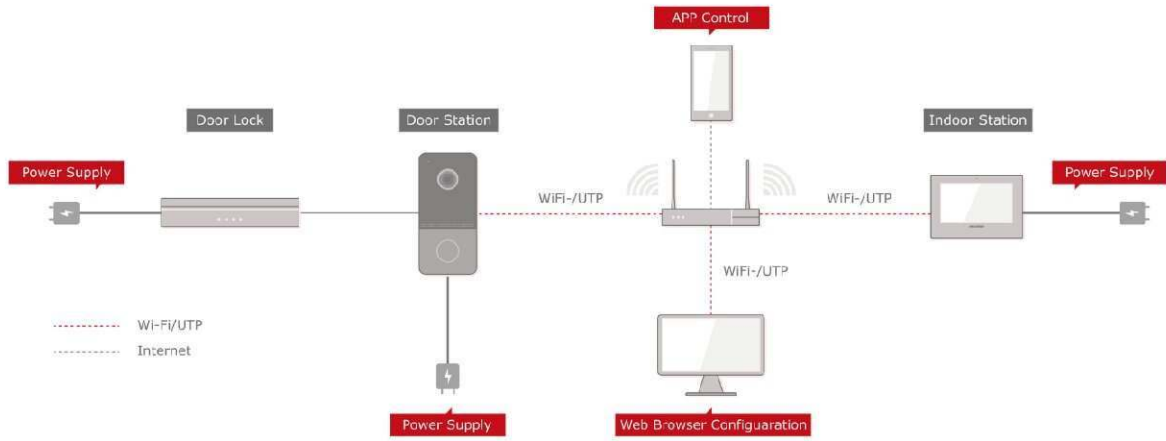 APP Control
Door Lock
Door Station
Indoor Station
Power Supply
Power Supply
WiFi-/UTP
WiFi-/UTP
WiFi-/UTP
Wi-Fi/UTP
Internet
Power Supply
Web Browser Configuaration